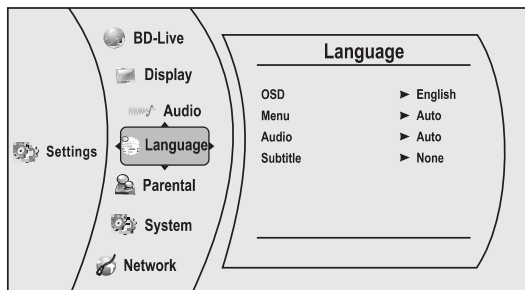 Settings
BD-Live
Display
Audio
Language
Parental
System
Network
Language
OSD ► English
Menu ► Auto
Audio ► Auto
Subtitle ► None